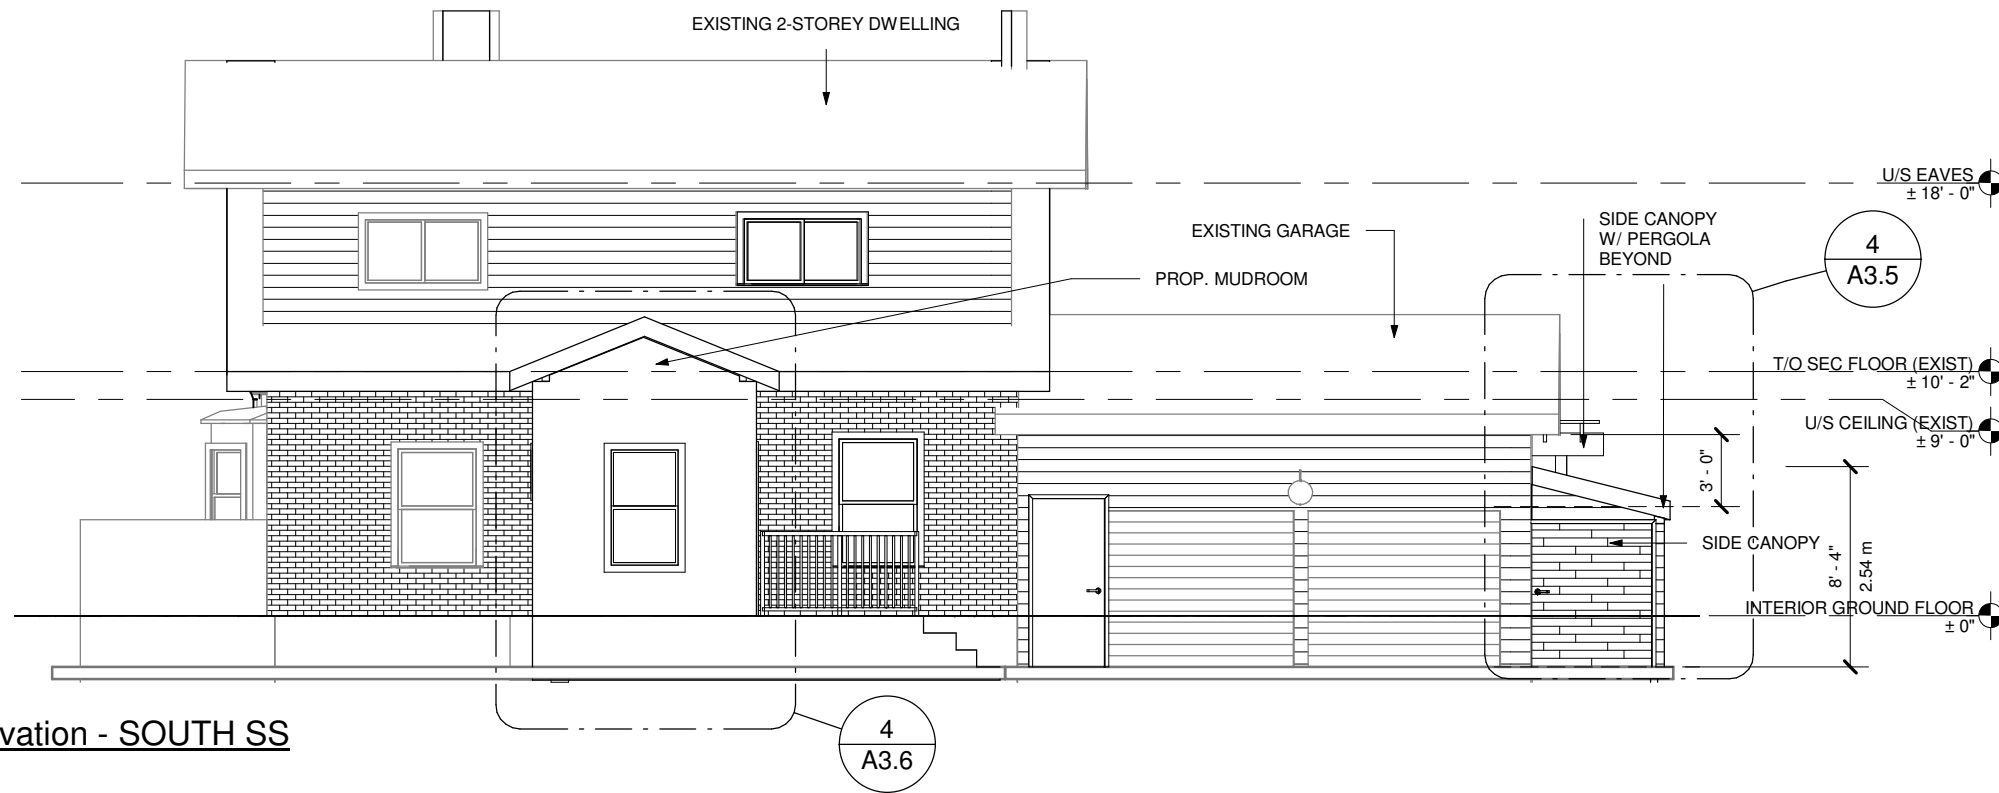 EXISTING 2-STOREY DWELLING
U/S EAVES
± 18' - 0"
SIDE CANOPY
W/ PERGOLA
BEYOND
4
A3.5
EXISTING GARAGE
PROP. MUDROOM
T/O SEC FLOOR (EXIST)
± 10' - 2"
U/S CEILING (EXIST)
± 9' - 0"
3' - 0"
SIDE CANOPY
8' - 4"
2.54 m
INTERIOR GROUND FLOOR
± 0"
vation - SOUTH SS
4
A3.6